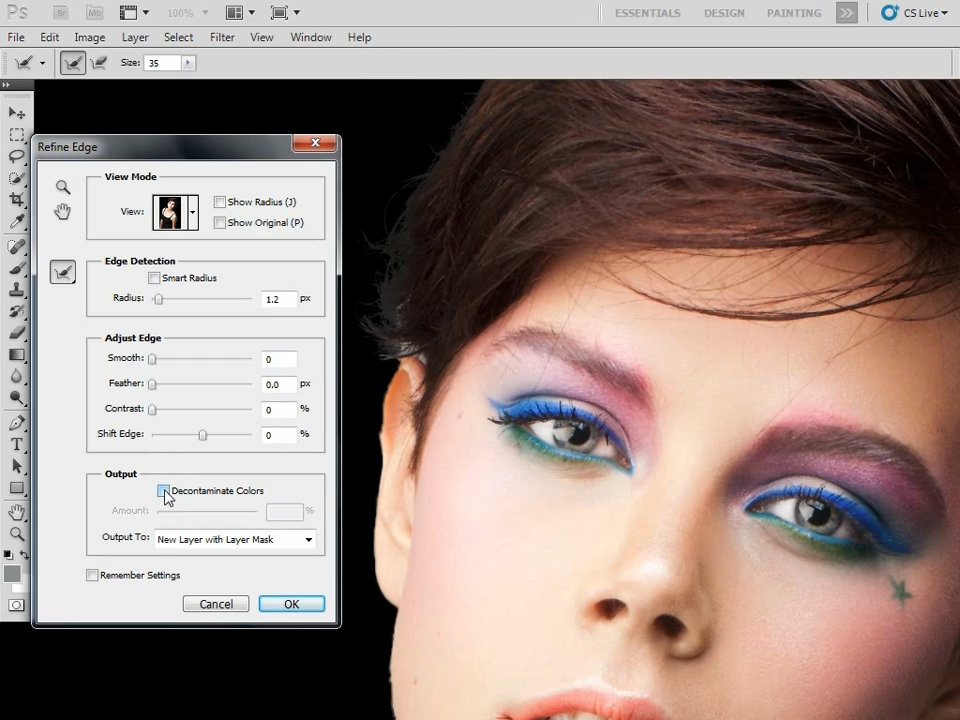 Ps Br Mb 100% ESSENTIALS DESIGN PAINTING >> CS Live
File Edit Image Layer Select Filter View Window Help
Size: 35
Refine Edge
View Mode
View: Show Radius (J)
Show Original (P)
Edge Detection
Smart Radius
Radius: 1.2 px
Adjust Edge
Smooth: 0
Feather: 0.0 px
Contrast: 0 %
Shift Edge: 0 %
Output
Decontaminate Colors
Amount: %
Output To: New Layer with Layer Mask
Remember Settings
Cancel OK
T